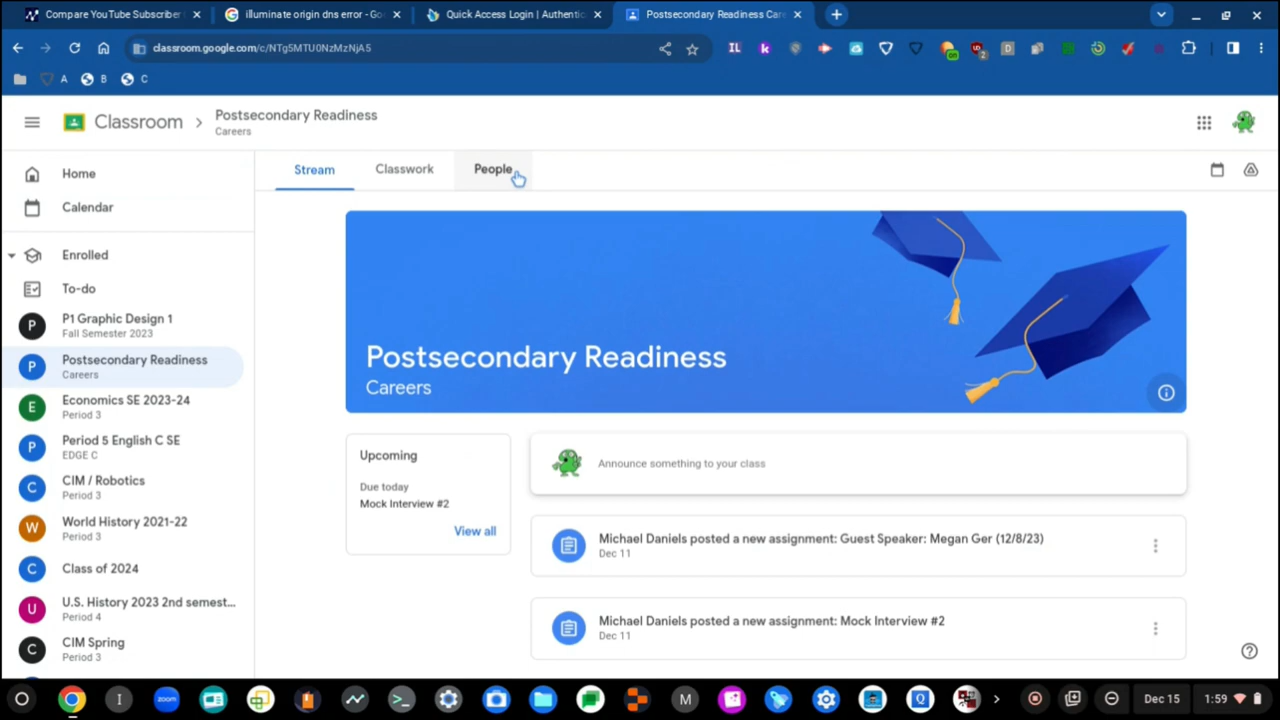 Compare YouTube Subscriber
illuminate origin dns error - Go
Quick Access Login | Authentic
Postsecondary Readiness Care
classroom.google.com/c/NTg5MTU0NzMzNjA5
A
B
C
Classroom
Postsecondary Readiness
Careers
Stream
Classwork
People
Home
Calendar
Enrolled
To-do
P
P1 Graphic Design 1
Fall Semester 2023
P
Postsecondary Readiness
Careers
E
Economics SE 2023-24
Period 3
P
Period 5 English C SE
EDGE C
C
CIM / Robotics
Period 3
W
World History 2021-22
Period 3
C
Class of 2024
U
U.S. History 2023 2nd semest...
Period 4
C
CIM Spring
Period 3
Postsecondary Readiness
Careers
Upcoming
Due today
Mock Interview #2
View all
Announce something to your class
Michael Daniels posted a new assignment: Guest Speaker: Megan Ger (12/8/23)
Dec 11
Michael Daniels posted a new assignment: Mock Interview #2
Dec 11
zoom
Dec 15
1:59